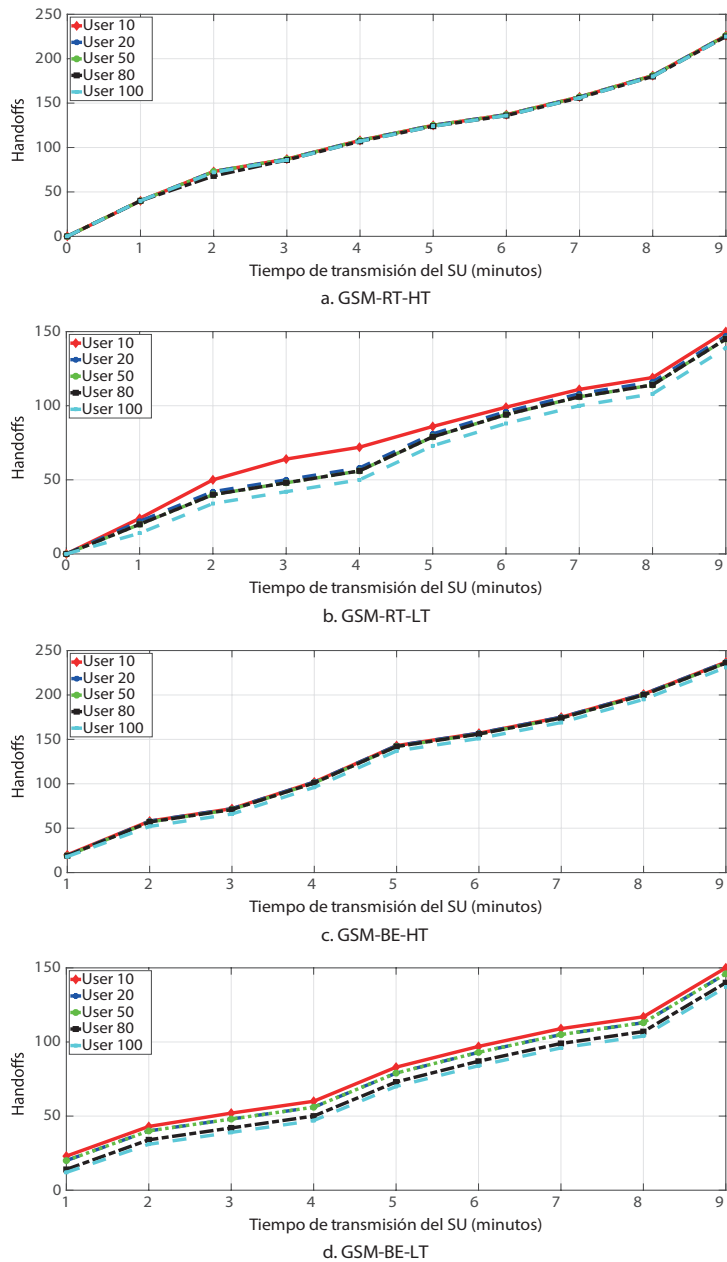 250
200
150
100
50
0
Handoffs
User 10
User 20
User 50
User 80
User 100
0 1 2 3 4 5 6 7 8 9
Tiempo de transmisión del SU (minutos)
a. GSM-RT-HT
150
100
50
0
Handoffs
User 10
User 20
User 50
User 80
User 100
0 1 2 3 4 5 6 7 8 9
Tiempo de transmisión del SU (minutos)
b. GSM-RT-LT
250
200
150
100
50
0
Handoffs
User 10
User 20
User 50
User 80
User 100
1 2 3 4 5 6 7 8 9
Tiempo de transmisión del SU (minutos)
c. GSM-BE-HT
150
100
50
0
Handoffs
User 10
User 20
User 50
User 80
User 100
1 2 3 4 5 6 7 8 9
Tiempo de transmisión del SU (minutos)
d. GSM-BE-LT